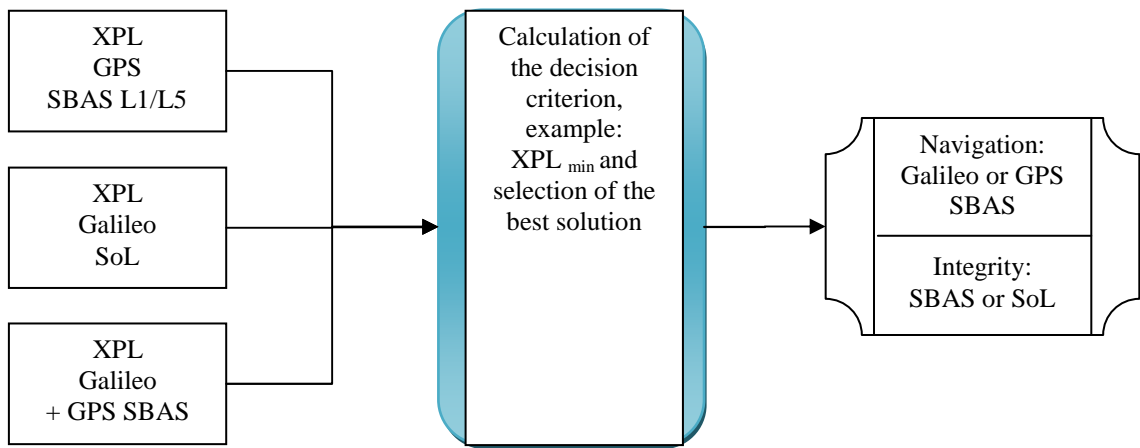 XPL
GPS
SBAS L1/L5
XPL
Galileo
SoL
XPL
Galileo
+ GPS SBAS
Calculation of
the decision
criterion,
example:
XPL min and
selection of the
best solution
Navigation:
Galileo or GPS
SBAS
Integrity:
SBAS or SoL